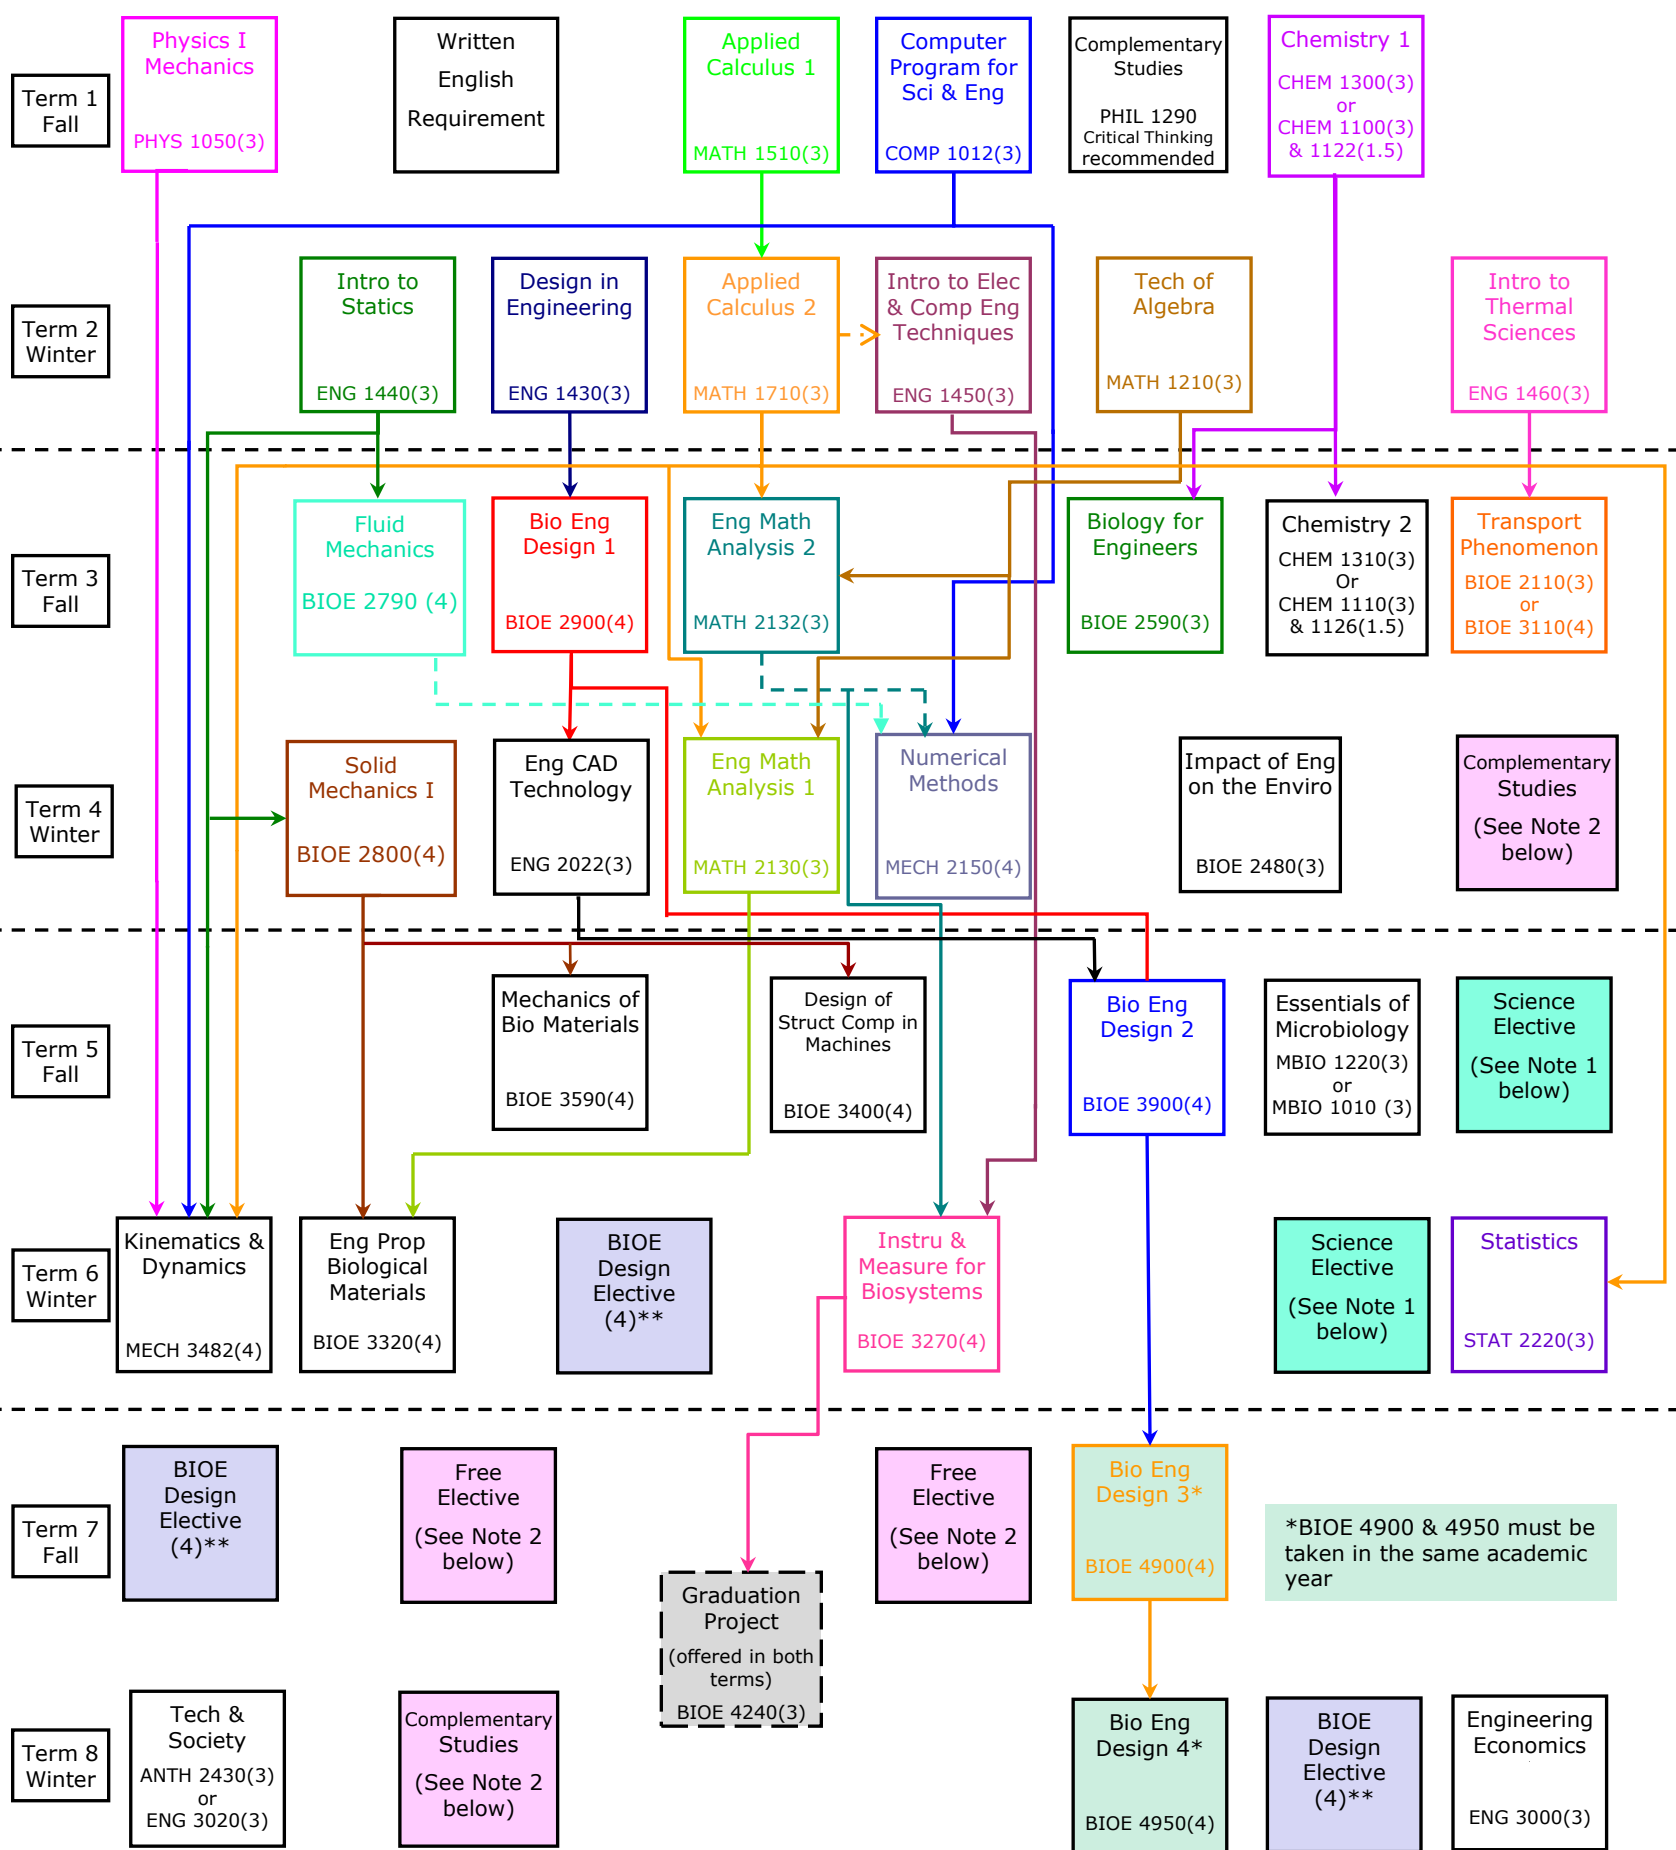 Term 1
Fall
Physics I
Mechanics
PHYS 1050(3)
Written
English
Requirement
Applied
Calculus 1
MATH 1510(3)
Computer
Program for
Sci & Eng
COMP 1012(3)
Complementary
Studies
PHIL 1290
Critical Thinking
recommended
Chemistry 1
CHEM 1300(3)
or
CHEM 1100(3)
& 1122(1.5)
Term 2
Winter
Intro to
Statics
ENG 1440(3)
Design in
Engineering
ENG 1430(3)
Applied
Calculus 2
MATH 1710(3)
Intro to Elec
& Comp Eng
Techniques
ENG 1450(3)
Tech of
Algebra
MATH 1210(3)
Intro to
Thermal
Sciences
ENG 1460(3)
Term 3
Fall
Fluid
Mechanics
BIOE 2790 (4)
Bio Eng
Design 1
BIOE 2900(4)
Eng Math
Analysis 2
MATH 2132(3)
Biology for
Engineers
BIOE 2590(3)
Chemistry 2
CHEM 1310(3)
Or
CHEM 1110(3)
& 1126(1.5)
Transport
Phenomenon
BIOE 2110(3)
or
BIOE 3110(4)
Term 4
Winter
Solid
Mechanics I
BIOE 2800(4)
Eng CAD
Technology
ENG 2022(3)
Eng Math
Analysis 1
MATH 2130(3)
Numerical
Methods
MECH 2150(4)
Impact of Eng
on the Enviro
BIOE 2480(3)
Complementary
Studies
(See Note 2
below)
Term 5
Fall
Mechanics of
Bio Materials
BIOE 3590(4)
Design of
Struct Comp in
Machines
BIOE 3400(4)
Bio Eng
Design 2
BIOE 3900(4)
Essentials of
Microbiology
MBIO 1220(3)
or
MBIO 1010 (3)
Science
Elective
(See Note 1
below)
Term 6
Winter
Kinematics &
Dynamics
MECH 3482(4)
Eng Prop
Biological
Materials
BIOE 3320(4)
BIOE
Design
Elective
(4)**
Instru &
Measure for
Biosystems
BIOE 3270(4)
Science
Elective
(See Note 1
below)
Statistics
STAT 2220(3)
Term 7
Fall
BIOE
Design
Elective
(4)**
Free
Elective
(See Note 2
below)
Graduation
Project
(offered in both
terms)
BIOE 4240(3)
Free
Elective
(See Note 2
below)
Bio Eng
Design 3*
BIOE 4900(4)
*BIOE 4900 & 4950 must be
taken in the same academic
year
Term 8
Winter
Tech &
Society
ANTH 2430(3)
or
ENG 3020(3)
Complementary
Studies
(See Note 2
below)
Bio Eng
Design 4*
BIOE 4950(4)
BIOE
Design
Elective
(4)**
Engineering
Economics
ENG 3000(3)